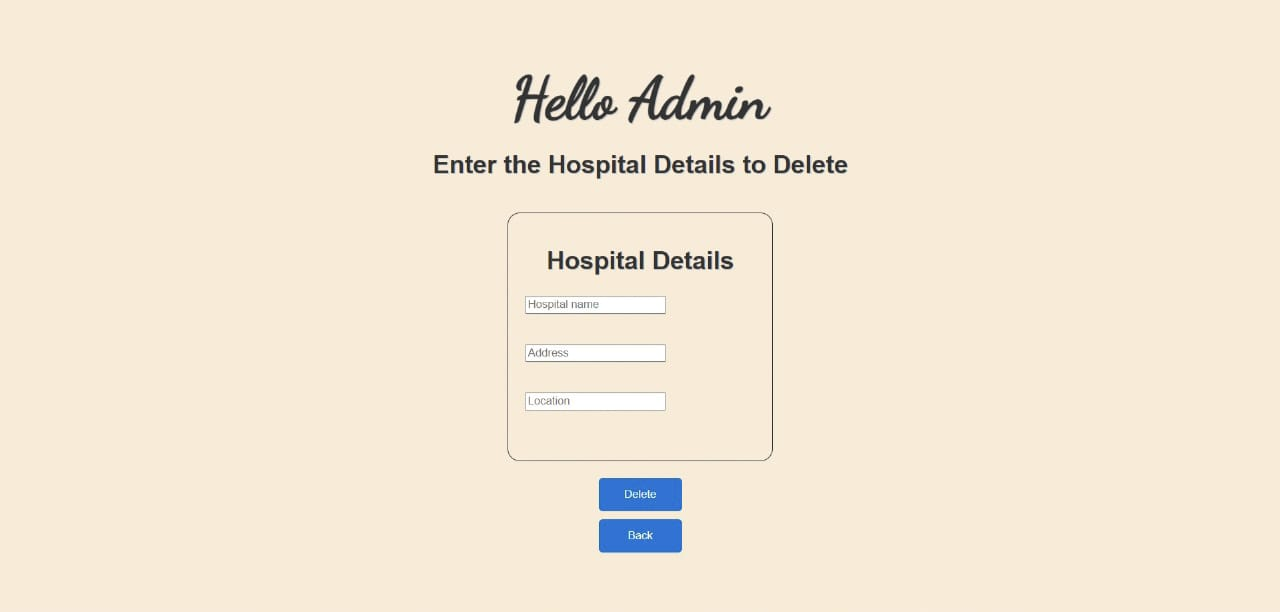 Hello Admin
Enter the Hospital Details to Delete
Hospital Details
Hospital name
Address
Location
Delete
Back